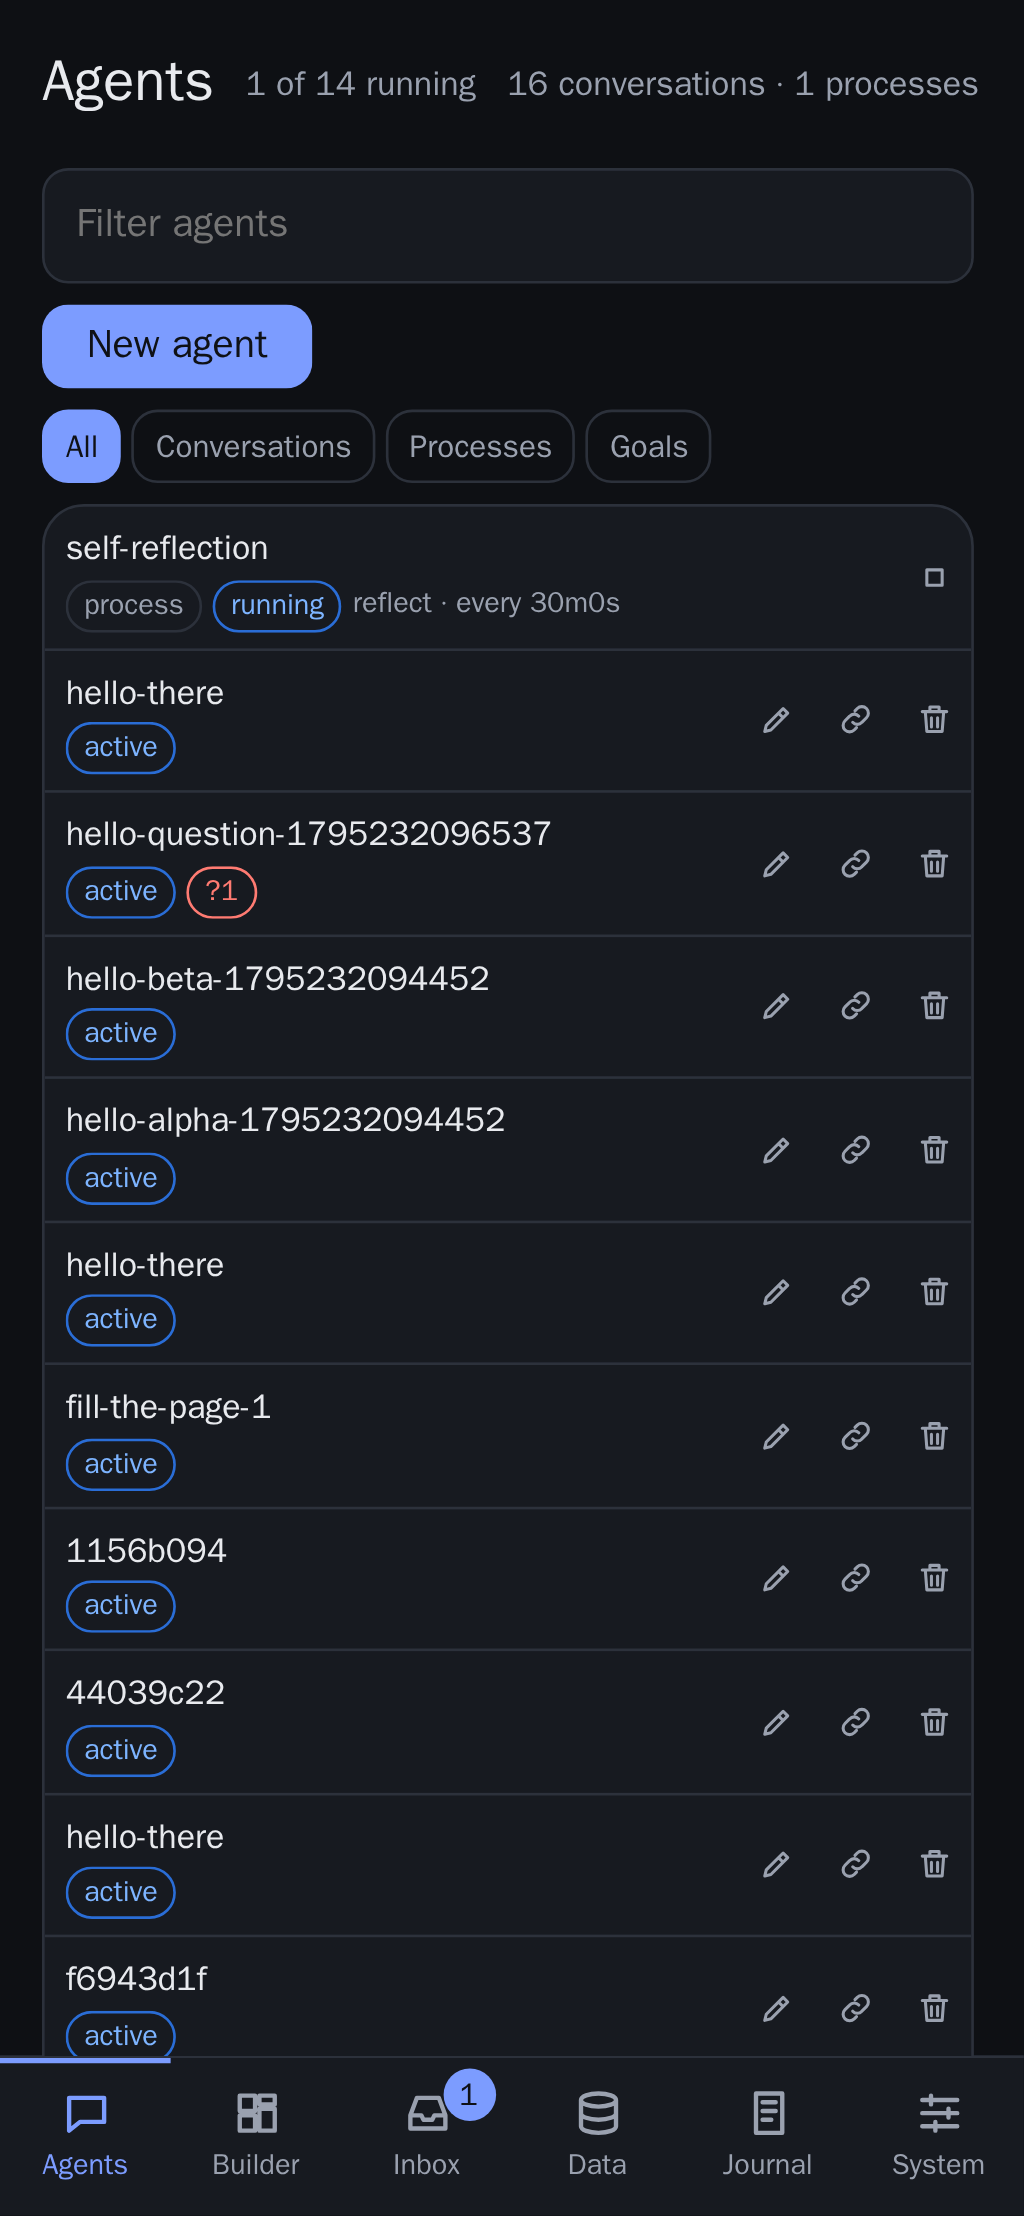 Agents 1 of 14 running 16 conversations · 1 processes
Filter agents
New agent
All Conversations Processes Goals
self-reflection
process running reflect · every 30m0s
hello-there
active
hello-question-1795232096537
active ?1
hello-beta-1795232094452
active
hello-alpha-1795232094452
active
hello-there
active
fill-the-page-1
active
1156b094
active
44039c22
active
hello-there
active
f6943d1f
active
1
Agents Builder Inbox Data Journal System